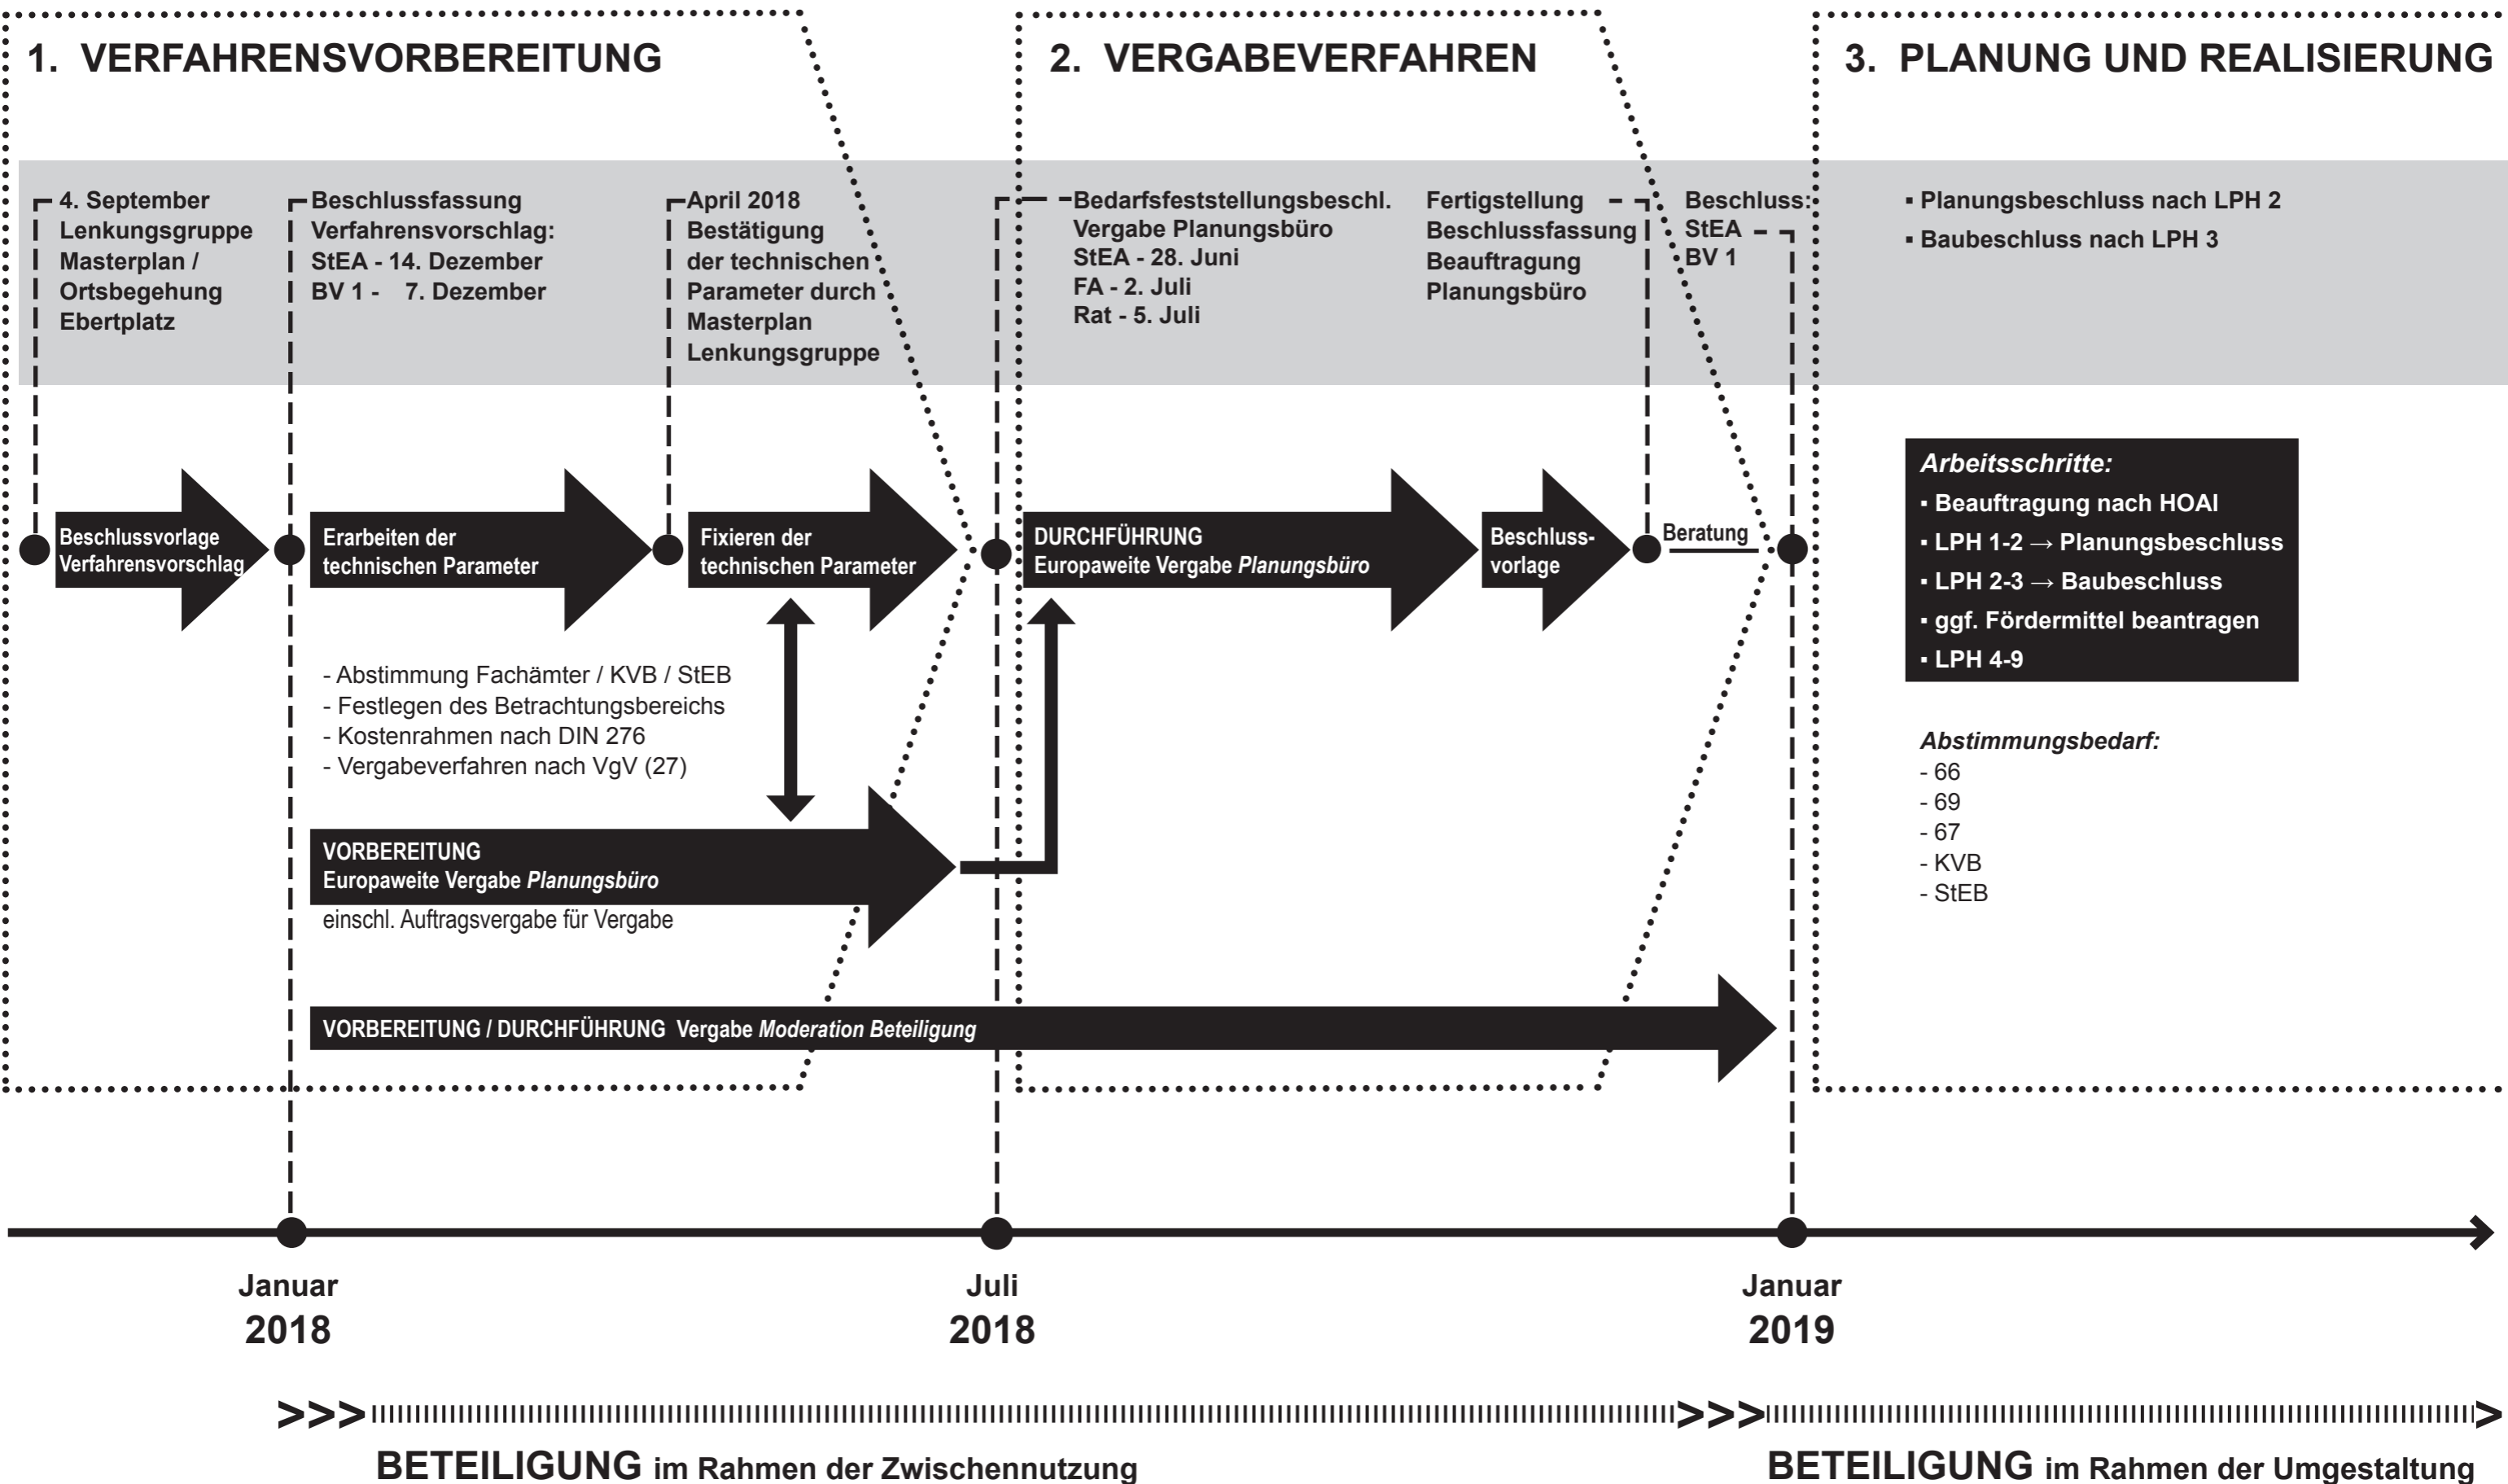 1. VERFAHRENSVORBEREITUNG
2. VERGABEVERFAHREN
3. PLANUNG UND REALISIERUNG
4. September
Lenkungsgruppe
Masterplan /
Ortsbegehung
Ebertplatz
Beschlussfassung
Verfahrensvorschlag:
StEA - 14. Dezember
BV 1 - 7. Dezember
April 2018
Bestätigung
der technischen
Parameter durch
Masterplan
Lenkungsgruppe
Bedarfsfeststellungsbeschl.
Vergabe Planungsbüro
StEA - 28. Juni
FA - 2. Juli
Rat - 5. Juli
Fertigstellung
Beschlussfassung
Beauftragung
Planungsbüro
Beschluss:
StEA
BV 1
▪ Planungsbeschluss nach LPH 2
▪ Baubeschluss nach LPH 3
Beschlussvorlage
Verfahrensvorschlag
Erarbeiten der
technischen Parameter
Fixieren der
technischen Parameter
DURCHFÜHRUNG
Europaweite Vergabe Planungsbüro
Beschluss-
vorlage
Beratung
Arbeitsschritte:
▪ Beauftragung nach HOAI
▪ LPH 1-2 → Planungsbeschluss
▪ LPH 2-3 → Baubeschluss
▪ ggf. Fördermittel beantragen
▪ LPH 4-9
- Abstimmung Fachämter / KVB / StEB
- Festlegen des Betrachtungsbereichs
- Kostenrahmen nach DIN 276
- Vergabeverfahren nach VgV (27)
Abstimmungsbedarf:
- 66
- 69
- 67
- KVB
- StEB
VORBEREITUNG
Europaweite Vergabe Planungsbüro
einschl. Auftragsvergabe für Vergabe
VORBEREITUNG / DURCHFÜHRUNG Vergabe Moderation Beteiligung
Januar
2018
Juli
2018
Januar
2019
>>> >>> >
BETEILIGUNG im Rahmen der Zwischennutzung
BETEILIGUNG im Rahmen der Umgestaltung